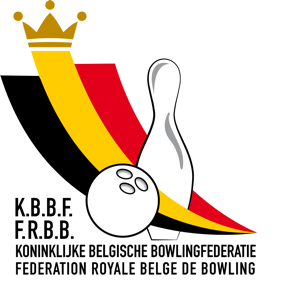 K.B.B.F.
F.R.B.B.
KONINKLIJKE BELGISCHE BOWLINGFEDERATIE
FEDERATION ROYALE BELGE DE BOWLING